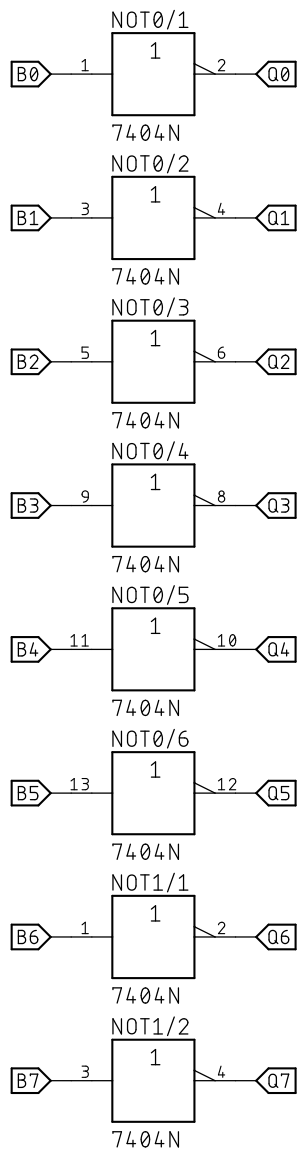 NOT0/1
1
B0 1 2 Q0
7404N
NOT0/2
1
B1 3 4 Q1
7404N
NOT0/3
1
B2 5 6 Q2
7404N
NOT0/4
1
B3 9 8 Q3
7404N
NOT0/5
1
B4 11 10 Q4
7404N
NOT0/6
1
B5 13 12 Q5
7404N
NOT1/1
1
B6 1 2 Q6
7404N
NOT1/2
1
B7 3 4 Q7
7404N